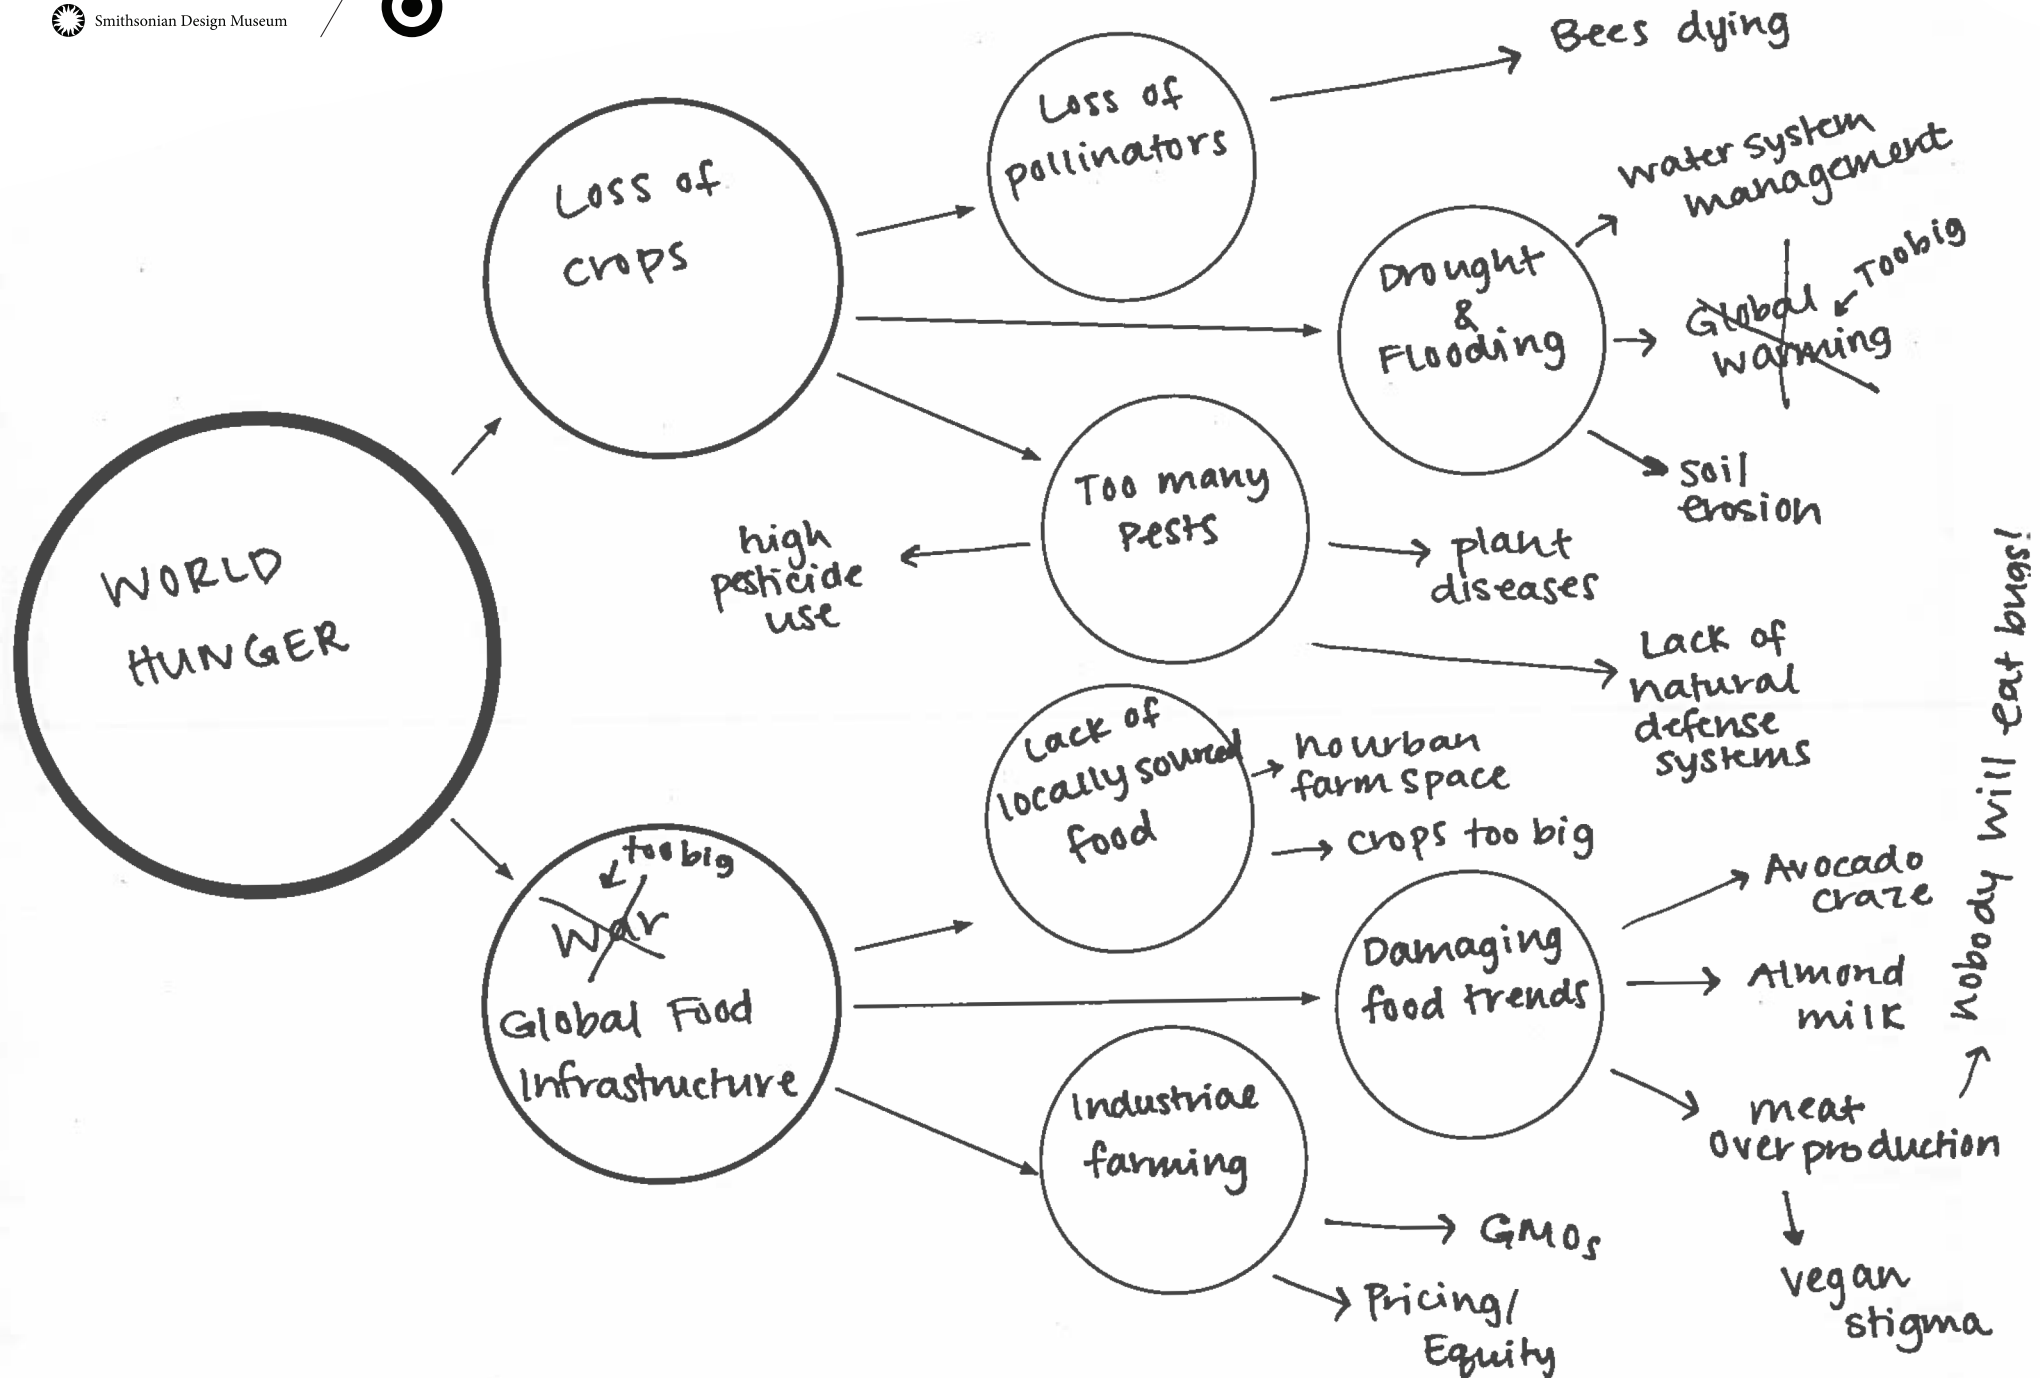 Smithsonian Design Museum
WORLD
HUNGER
Loss of
crops
Loss of
pollinators
Bees dying
Drought
&
Flooding
water system
management
Global
warming
Too big
soil
erosion
Too many
pests
high
pesticide
use
plant
diseases
Lack of
natural
defense
systems
too big
War
Global Food
Infrastructure
Lack of
locally sourced
food
no urban
farm space
crops too big
Damaging
food trends
Avocado
craze
Almond
milk
meat
over production
nobody will eat bugs!
vegan
stigma
Industrial
farming
GMOs
Pricing/
Equity